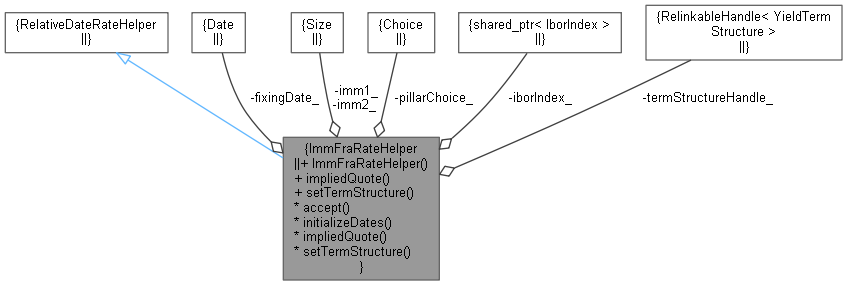 {RelativeDateRateHelper
||}
{Date
||}
{Size
||}
{Choice
||}
{shared_ptr< IborIndex >
||}
{RelinkableHandle< YieldTerm
Structure >
||}
-fixingDate_
-imm1_
-imm2_
-pillarChoice_
-iborIndex_
-termStructureHandle_
{ImmFraRateHelper
||+ ImmFraRateHelper()
+ impliedQuote()
+ setTermStructure()
* accept()
* initializeDates()
* impliedQuote()
* setTermStructure()
}